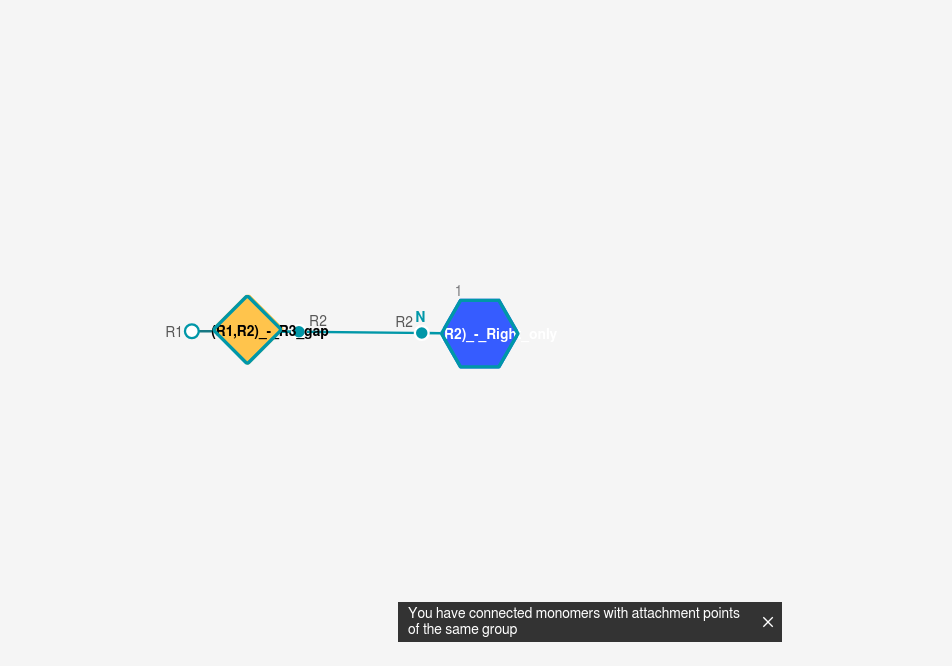 1
R1
(R1,R2)_-_R3_gap
R2
R2
N
R2)_-_Righ_only
You have connected monomers with attachment points
of the same group